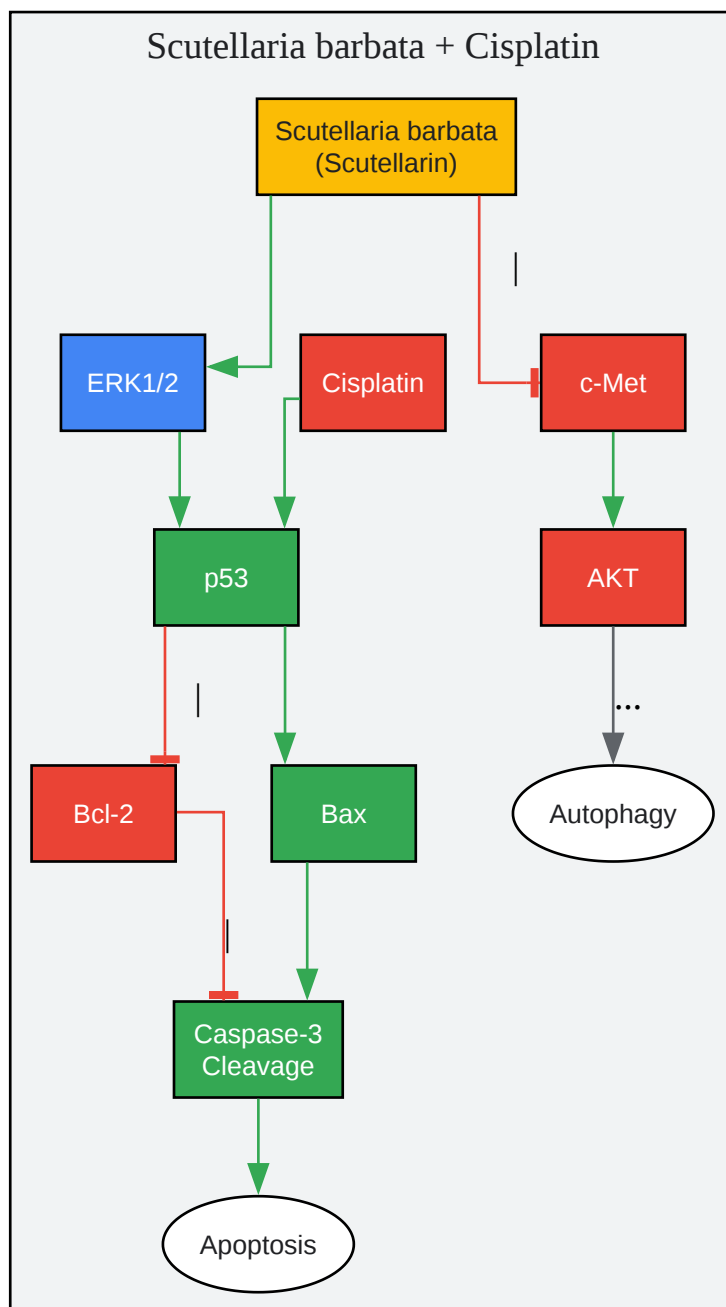 Scutellaria barbata + Cisplatin
Scutellaria barbata
(Scutellarin)
|
ERK1/2
Cisplatin
c-Met
p53
AKT
|
...
Bcl-2
Bax
Autophagy
|
Caspase-3
Cleavage
Apoptosis